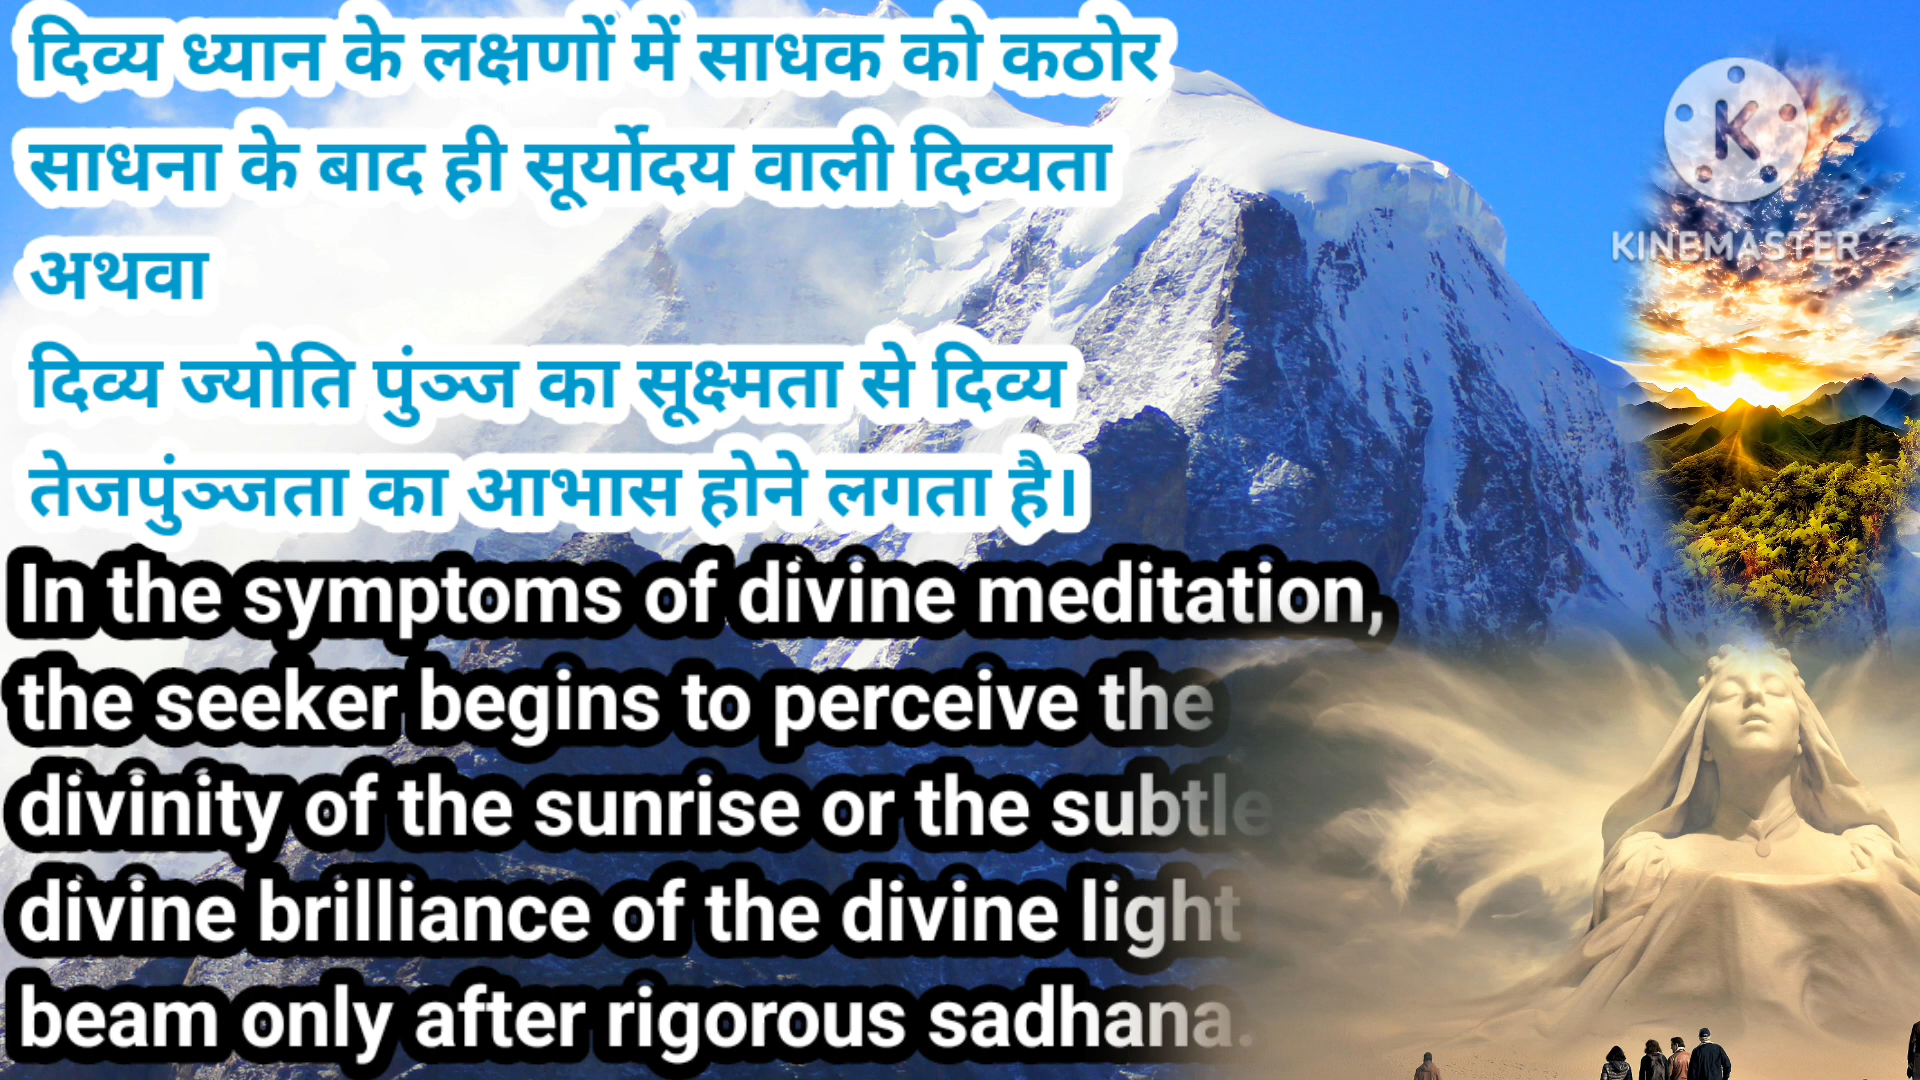 दिव्य ध्यान के लक्षणों में साधक को कठोर
साधना के बाद ही सूर्योदय वाली दिव्यता
अथवा
दिव्य ज्योति पुंञ्ज का सूक्ष्मता से दिव्य
तेजपुंञ्जता का आभास होने लगता है।
In the symptoms of divine meditation,
the seeker begins to perceive the
divinity of the sunrise or the subtle
divine brilliance of the divine light
beam only after rigorous sadhana.
K
KINEMASTER